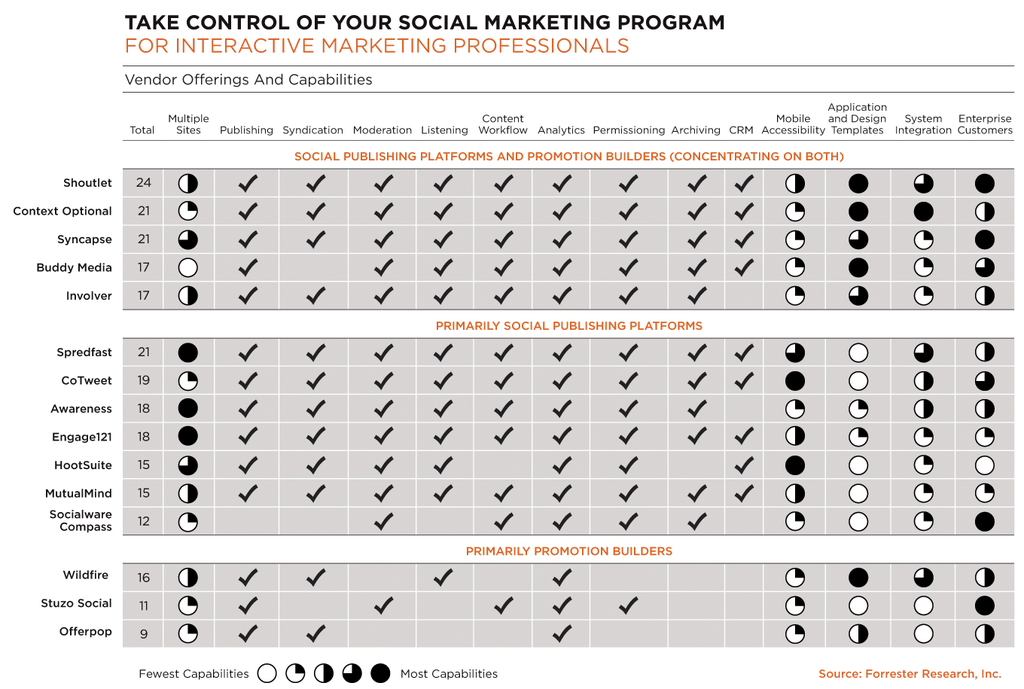 TAKE CONTROL OF YOUR SOCIAL MARKETING PROGRAM
FOR INTERACTIVE MARKETING PROFESSIONALS
Vendor Offerings And Capabilities
Total Multiple Sites Publishing Syndication Moderation Listening Content Workflow Analytics Permissioning Archiving CRM Mobile Accessibility Application and Design Templates System Integration Enterprise Customers
SOCIAL PUBLISHING PLATFORMS AND PROMOTION BUILDERS (CONCENTRATING ON BOTH)
Shoutlet 24
Context Optional 21
Syncapse 21
Buddy Media 17
Involver 17
PRIMARILY SOCIAL PUBLISHING PLATFORMS
Spredfast 21
CoTweet 19
Awareness 18
Engage121 18
HootSuite 15
MutualMind 15
Socialware Compass 12
PRIMARILY PROMOTION BUILDERS
Wildfire 16
Stuzo Social 11
Offerpop 9
Fewest Capabilities Most Capabilities
Source: Forrester Research, Inc.